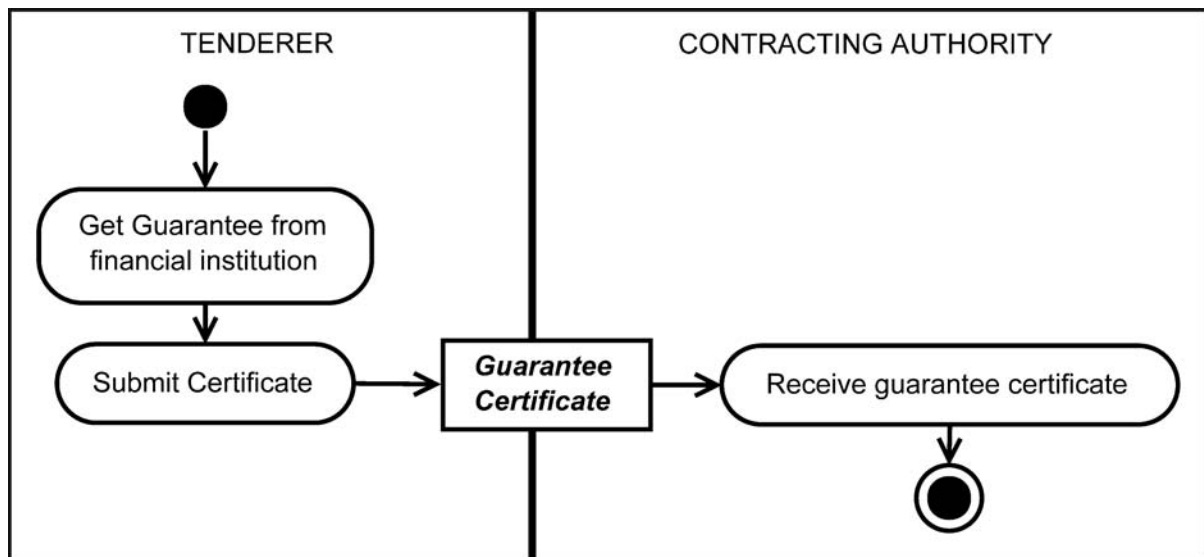 TENDERER
CONTRACTING AUTHORITY
Get Guarantee from
financial institution
Submit Certificate
Guarantee
Certificate
Receive guarantee certificate